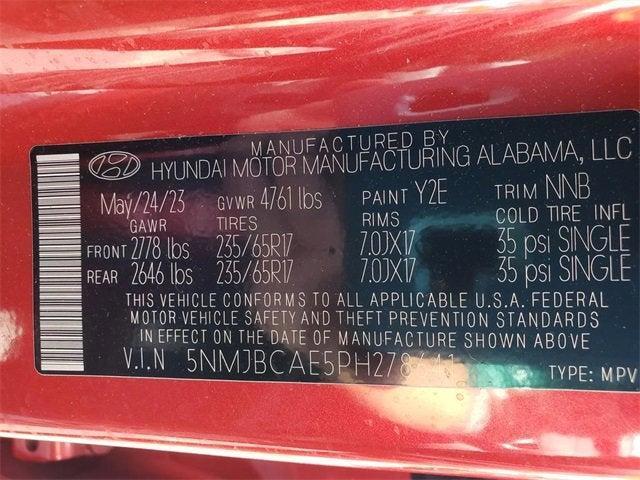 MANUFACTURED BY
HYUNDAI MOTOR MANUFACTURING ALABAMA, LLC
May/24/23 GVWR 4761 lbs PAINT Y2E TRIM NNB
GAWR TIRES RIMS COLD TIRE INFL
FRONT 2778 lbs 235/65R17 7.0JX17 35 psi SINGLE
REAR 2646 lbs 235/65R17 7.0JX17 35 psi SINGLE
THIS VEHICLE CONFORMS TO ALL APPLICABLE U.S.A. FEDERAL
MOTOR VEHICLE SAFETY AND THEFT PREVENTION STANDARDS
IN EFFECT ON THE DATE OF MANUFACTURE SHOWN ABOVE
V.I.N
TYPE: MPV